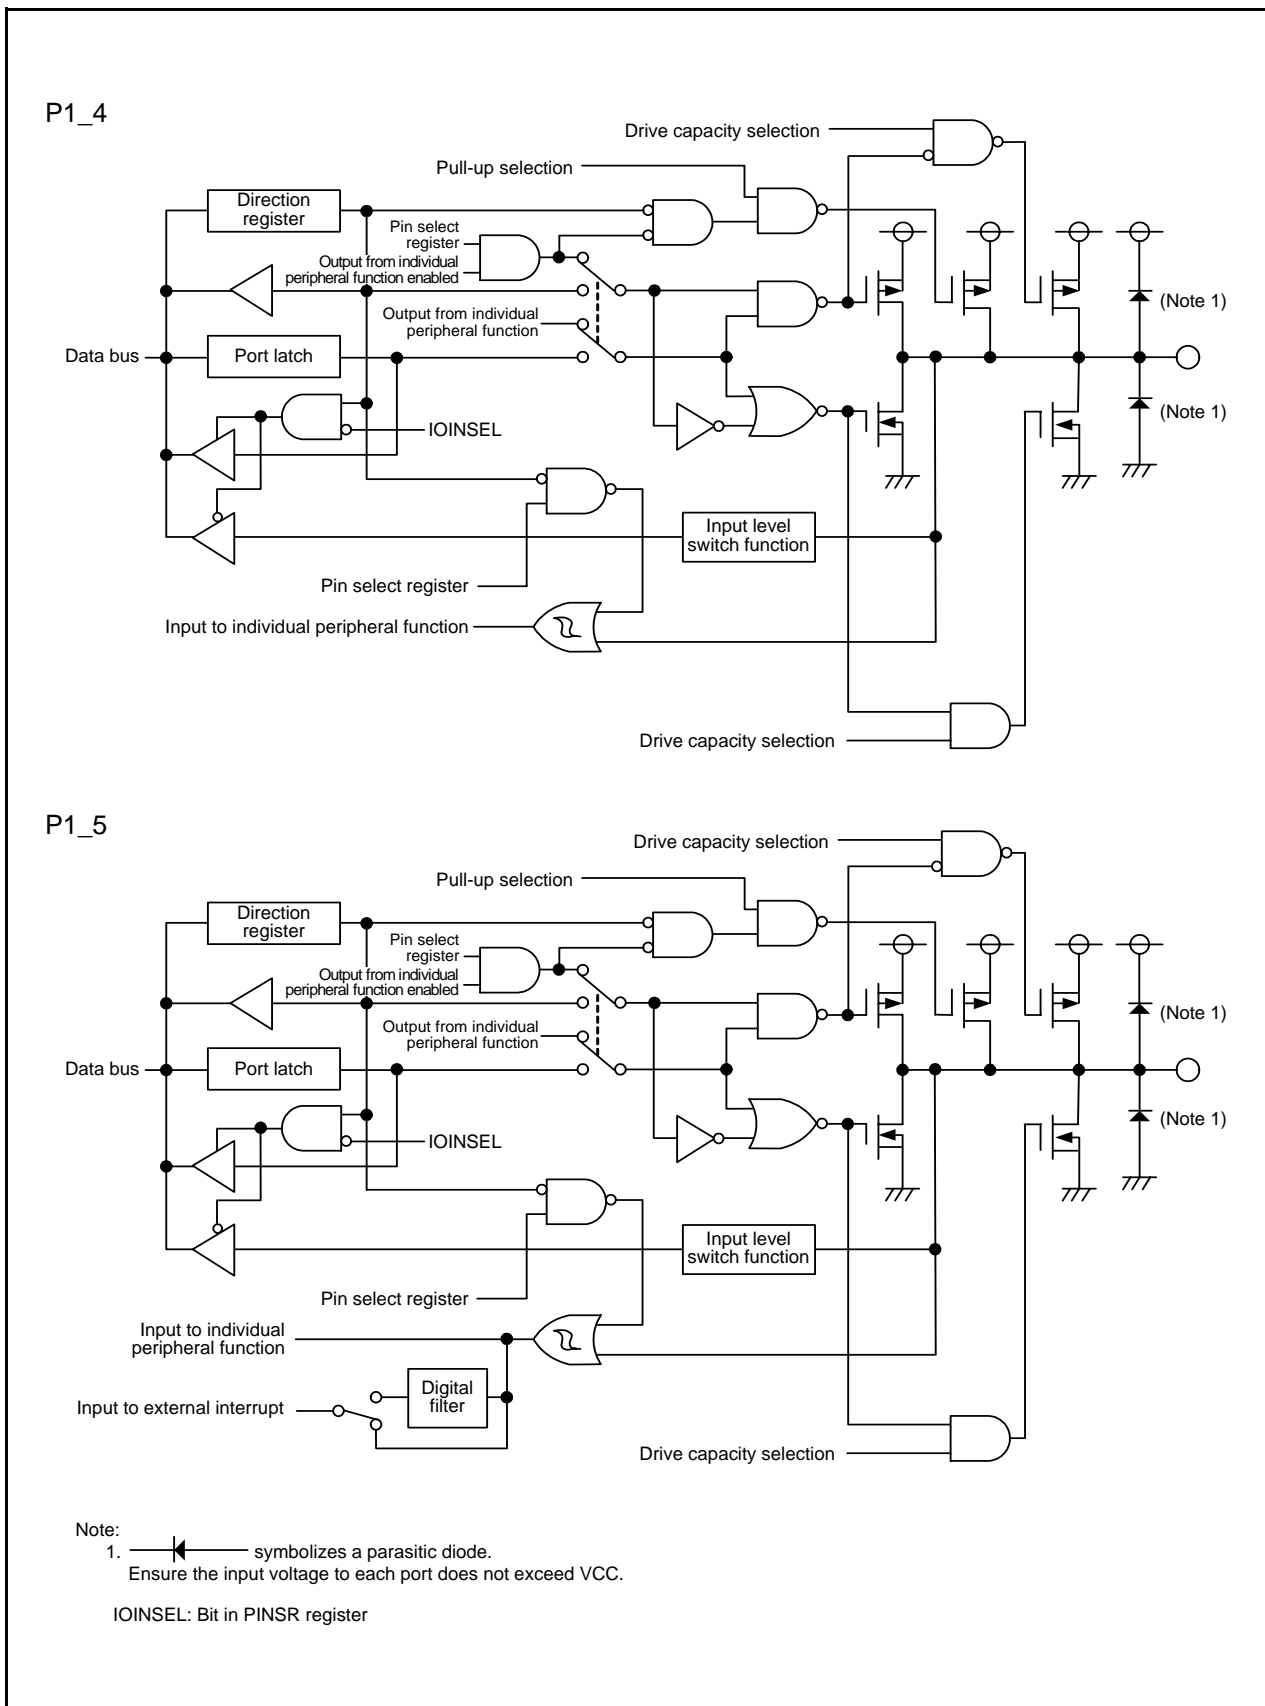 P1_4
Drive capacity selection
Pull-up selection
Direction
register
Pin select
register
Output from individual
peripheral function enabled
(Note 1)
Output from individual
peripheral function
Data bus
Port latch
(Note 1)
IOINSEL
Input level
switch function
Pin select register
Input to individual peripheral function
Drive capacity selection
P1_5
Drive capacity selection
Pull-up selection
Direction
register
Pin select
register
Output from individual
peripheral function enabled
(Note 1)
Output from individual
peripheral function
Data bus
Port latch
(Note 1)
IOINSEL
Input level
switch function
Pin select register
Input to individual
peripheral function
Digital
filter
Input to external interrupt
Drive capacity selection
Note:
1. symbolizes a parasitic diode.
Ensure the input voltage to each port does not exceed VCC.
IOINSEL: Bit in PINSR register